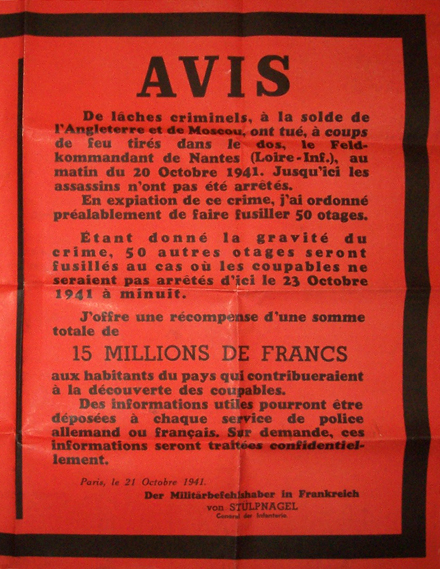 AVIS
De lâches criminels, à la solde de
l'Angleterre et de Moscou, ont tué, à coups
de feu tirés dans le dos, le Feld-
kommandant de Nantes (Loire-Inf.), au
matin du 20 Octobre 1941. Jusqu'ici les
assassins n'ont pas été arrêtés.
En expiation de ce crime, j'ai ordonné
préalablement de faire fusiller 50 otages.
Étant donné la gravité du
crime, 50 autres otages seront
fusillés au cas où les coupables ne
seraient pas arrêtés d'ici le 23 Octobre
1941 à minuit.
J'offre une récompense d'une somme
totale de
15 MILLIONS DE FRANCS
aux habitants du pays qui contribueraient
à la découverte des coupables.
Des informations utiles pourront être
déposées à chaque service de police
allemand ou français. Sur demande, ces
informations seront traitées confidentiel-
lement.
Paris, le 21 Octobre 1941.
Der Militärbefehlshaber in Frankreich
von STÜLPNAGEL
General der Infanterie.